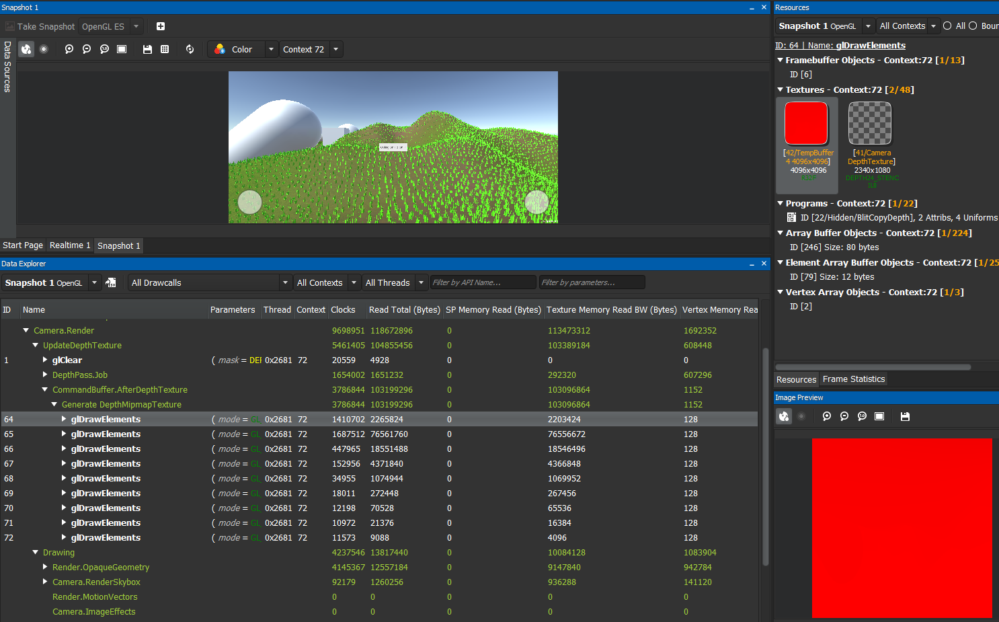 Snapshot 1
Take Snapshot OpenGL ES
Color Context 72
Data Sources
Start Page Realtime 1 Snapshot 1
Data Explorer
Snapshot 1 OpenGL All Drawcalls All Contexts All Threads Filter by API Name... Filter by parameters...
ID Name Parameters Thread Context Clocks Read Total (Bytes) SP Memory Read (Bytes) Texture Memory Read BW (Bytes) Vertex Memory Rea
Camera.Render 9698951 118672896 0 113473312 1692352
UpdateDepthTexture 5461405 104855456 0 103389184 608448
1 glClear ( mask = DEF 0x2681 72 20559 4928 0 0 0
DepthPass.Job 1654002 1651232 0 292320 607296
CommandBuffer.AfterDepthTexture 3786844 103199296 0 103096864 1152
Generate DepthMipmapTexture 3786844 103199296 0 103096864 1152
64 glDrawElements ( mode = GL 0x2681 72 1410702 2265824 0 2203424 128
65 glDrawElements ( mode = GL 0x2681 72 1687512 76561760 0 76556672 128
66 glDrawElements ( mode = GL 0x2681 72 447965 18551488 0 18546496 128
67 glDrawElements ( mode = GL 0x2681 72 152956 4371840 0 4366848 128
68 glDrawElements ( mode = GL 0x2681 72 34955 1074944 0 1069952 128
69 glDrawElements ( mode = GL 0x2681 72 18011 272448 0 267456 128
70 glDrawElements ( mode = GL 0x2681 72 12198 70528 0 65536 128
71 glDrawElements ( mode = GL 0x2681 72 10972 21376 0 16384 128
72 glDrawElements ( mode = GL 0x2681 72 11573 9088 0 4096 128
Drawing 4237546 13817440 0 10084128 1083904
Render.OpaqueGeometry 4145367 12557184 0 9147840 942784
Camera.RenderSkybox 92179 1260256 0 936288 141120
Render.MotionVectors 0 0 0 0 0
Camera.ImageEffects 0 0 0 0 0
Resources
Snapshot 1 OpenGL All Contexts All Boun
ID: 64 | Name: glDrawElements
Framebuffer Objects - Context:72 [1/13]
ID [6]
Textures - Context:72 [2/48]
[42/TempBuffer
4 4096x4096]
4096x4096
R32F
[41/Camera
DepthTexture]
2340x1080
DEPTH24_STENC
IL8
Programs - Context:72 [1/22]
ID [22/Hidden/BlitCopyDepth], 2 Attribs, 4 Uniforms
Array Buffer Objects - Context:72 [1/224]
ID [246] Size: 80 bytes
Element Array Buffer Objects - Context:72 [1/25
ID [79] Size: 12 bytes
Vertex Array Objects - Context:72 [1/3]
ID [2]
Resources Frame Statistics
Image Preview